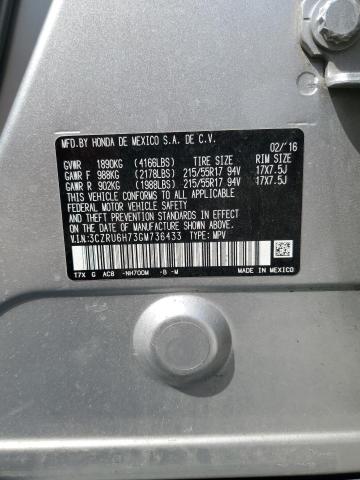 MFD.BY HONDA DE MEXICO S.A. DE C.V.
02/'16
GVWR 1890KG (4166LBS) TIRE SIZE RIM SIZE
GAWR F 988KG (2178LBS) 215/55R17 94V 17X7.5J
GAWR R 902KG (1988LBS) 215/55R17 94V 17X7.5J
THIS VEHICLE CONFORMS TO ALL APPLICABLE
FEDERAL MOTOR VEHICLE SAFETY AND THEFT
PREVENTION STANDARDS IN EFFECT ON THE DATE
OF MANUFACTURE SHOWN ABOVE.
V.I.N:3CZRU6H73GM736433 TYPE: MPV
T7X G AC8 -NH700M -B -M
MADE IN MEXICO